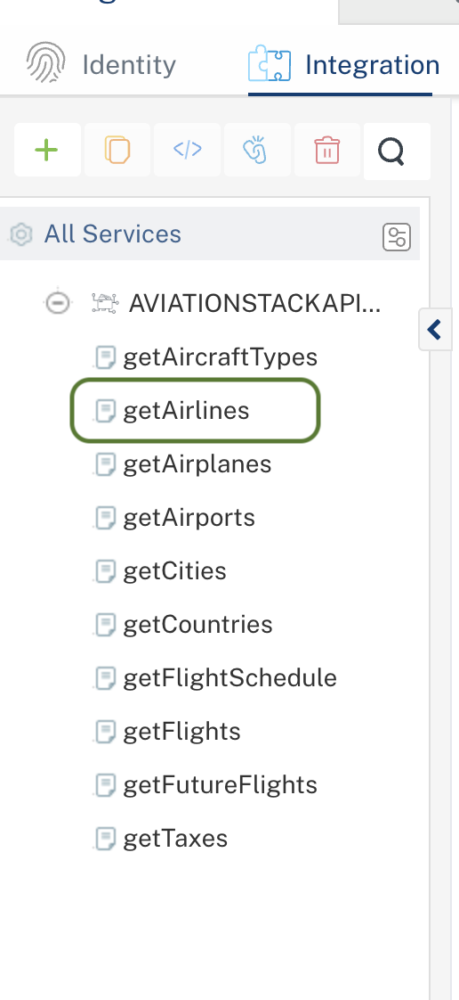 Identity
Integration
All Services
AVIATIONSTACKAPI...
getAircraftTypes
getAirlines
getAirplanes
getAirports
getCities
getCountries
getFlightSchedule
getFlights
getFutureFlights
getTaxes